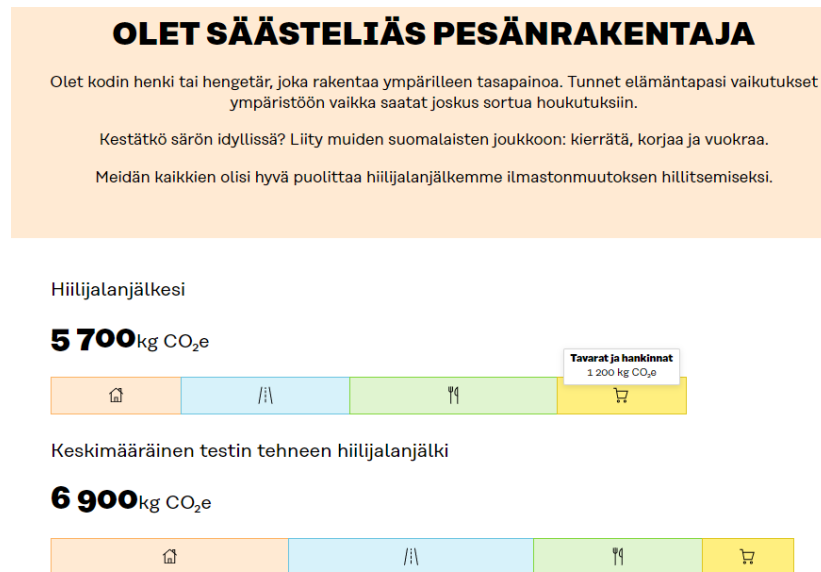 OLET SÄÄSTELIÄS PESÄNRAKENTAJA
Olet kodin henki tai hengetär, joka rakentaa ympärilleen tasapainoa. Tunnet elämäntapasi vaikutukset
ympäristöön vaikka saatat joskus sortua houkutuksiin.
Kestätkö särön idyllissä? Liity muiden suomalaisten joukkoon: kierrätä, korjaa ja vuokraa.
Meidän kaikkien olisi hyvä puolittaa hiilijalanjälkemme ilmastonmuutoksen hillitsemiseksi.
Hiilijalanjälkesi
5 700kg CO₂e
Tavarat ja hankinnat
1 200 kg CO₂e
Keskimääräinen testin tehneen hiilijalanjälki
6 900kg CO₂e